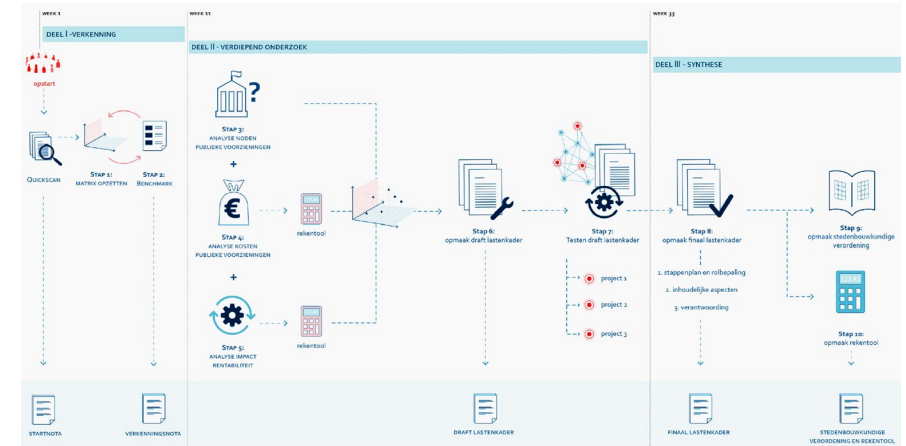 WEEK 1
WEEK 11
WEEK 33
DEEL I -VERKENNING
DEEL II - VERDIEPEND ONDERZOEK
DEEL III - SYNTHESE
opstart
QUICKSCAN
STAP 1:
MATRIX OPZETTEN
STAP 2:
BENCHMARK
?
STAP 3:
ANALYSE NODEN
PUBLIEKE VOORZIENINGEN
+
€
STAP 4:
ANALYSE KOSTEN
PUBLIEKE VOORZIENINGEN
rekentool
+
STAP 5:
ANALYSE IMPACT
RENTABILITEIT
rekentool
Stap 6:
opmaak draft lastenkader
Stap 7:
Testen draft lastenkader
project 1
project 2
project 3
Stap 8:
opmaak finaal lastenkader
1. stappenplan en rolbepaling
2. inhoudelijke aspecten
3. verantwoording
Stap 9:
opmaak stedenbouwkundige
verordening
Stap 10:
opmaak rekentool
STARTNOTA
VERKENNINGSNOTA
DRAFT LASTENKADER
FINAAL LASTENKADER
STEDENBOUWKUNDIGE
VERORDENING EN REKENTOOL